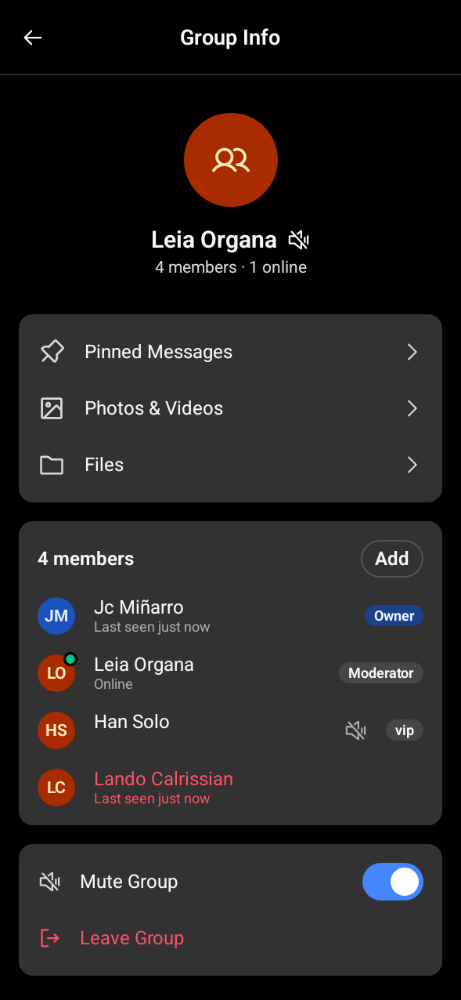 Group Info
Leia Organa
4 members · 1 online
Pinned Messages
Photos & Videos
Files
4 members
Add
JM
Jc Miñarro
Last seen just now
Owner
LO
Leia Organa
Online
Moderator
HS
Han Solo
vip
LC
Lando Calrissian
Last seen just now
Mute Group
Leave Group